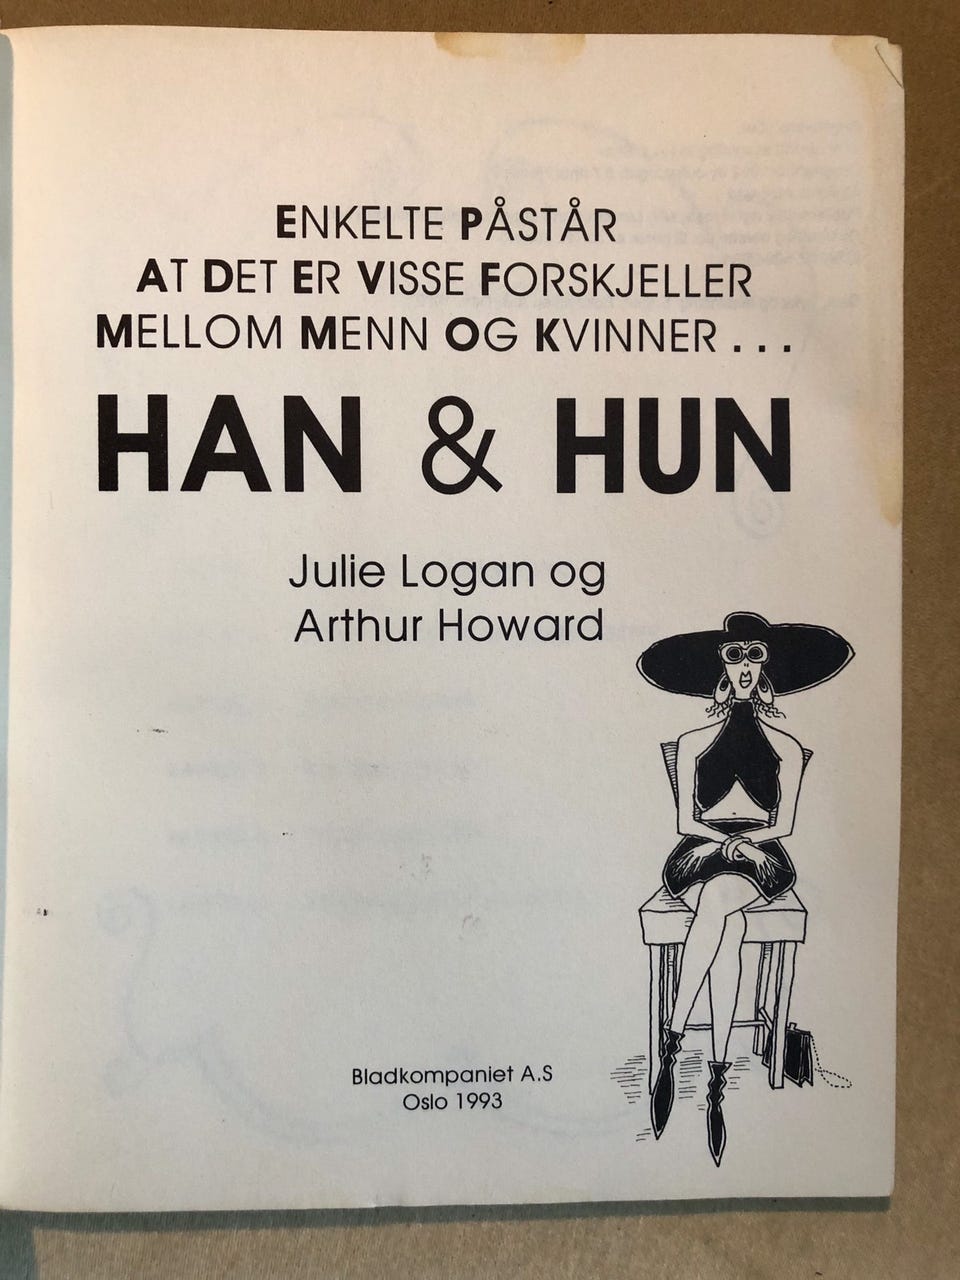 ENKELTE PÅSTÅR
AT DET ER VISSE FORSKJELLER
MELLOM MENN OG KVINNER . . .
HAN & HUN
Julie Logan og
Arthur Howard
Bladkompaniet A.S
Oslo 1993